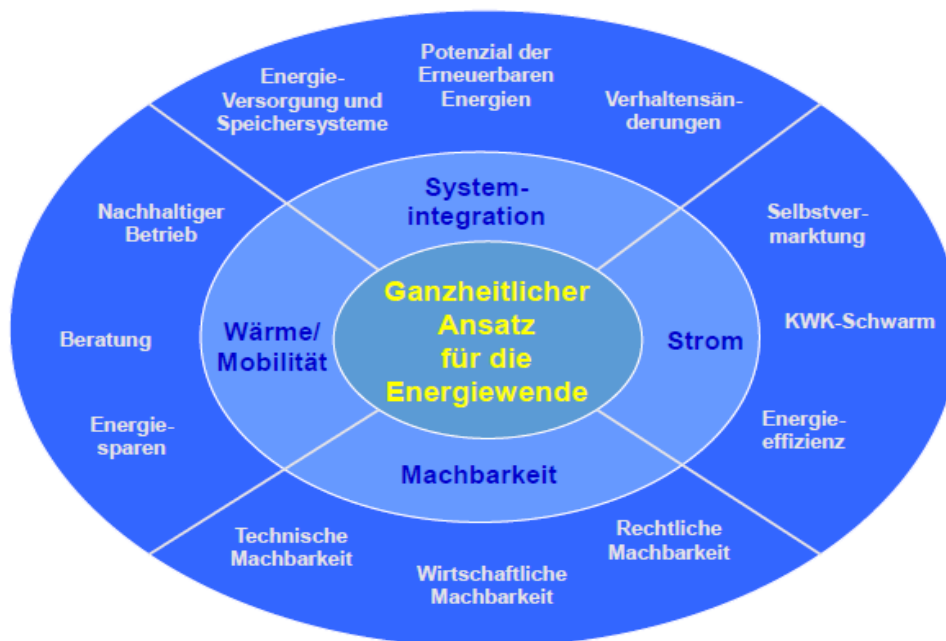 Potenzial der
Erneuerbaren
Energien
Energie-
Versorgung und
Speichersysteme
Verhaltensän-
derungen
System-
integration
Nachhaltiger
Betrieb
Selbstver-
marktung
Ganzheitlicher
Ansatz
für die
Energiewende
Wärme/
Mobilität
Strom
Beratung
KWK-Schwarm
Energie-
sparen
Energie-
effizienz
Machbarkeit
Technische
Machbarkeit
Wirtschaftliche
Machbarkeit
Rechtliche
Machbarkeit